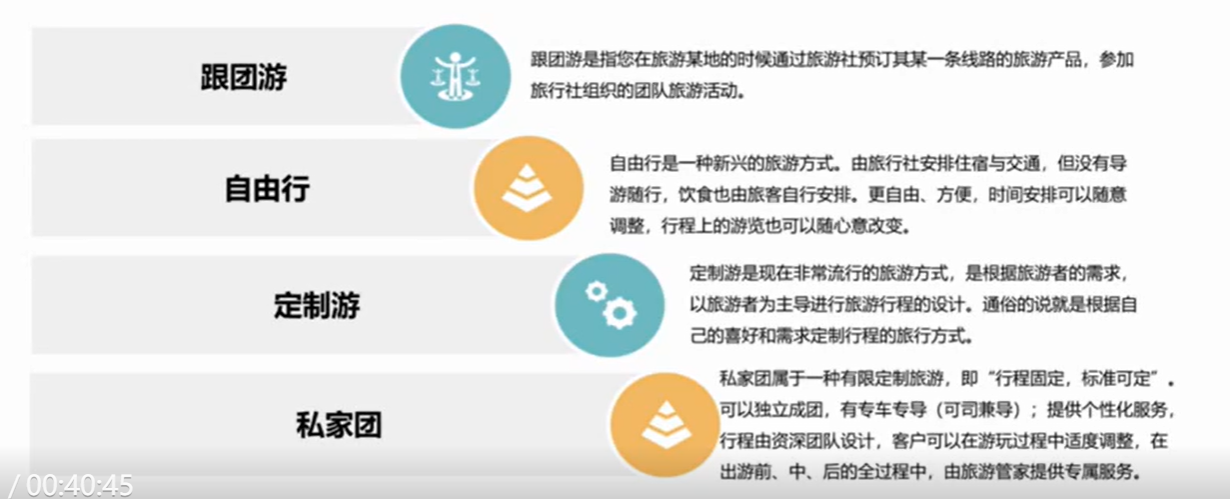 跟团游
跟团游是指您在旅游某地的时候通过旅游社预订其某一条线路的旅游产品，参加
旅行社组织的团队旅游活动。
自由行
自由行是一种新兴的旅游方式。由旅行社安排住宿与交通，但没有导
游随行，饮食也由旅客自行安排。更自由、方便，时间安排可以随意
调整，行程上的游览也可以随心意改变。
定制游
定制游是现在非常流行的旅游方式，是根据旅游者的需求，
以旅游者为主导进行旅游行程的设计。通俗的说就是根据自
己的喜好和需求定制行程的旅行方式。
私家团
私家团属于一种有限定制旅游，即“行程固定，标准可定”。
可以独立成团，有专车专导（可司兼导）；提供个性化服务，
行程由资深团队设计，客户可以在游玩过程中适度调整，在
出游前、中、后的全过程中，由旅游管家提供专属服务。
/ 00:40:45